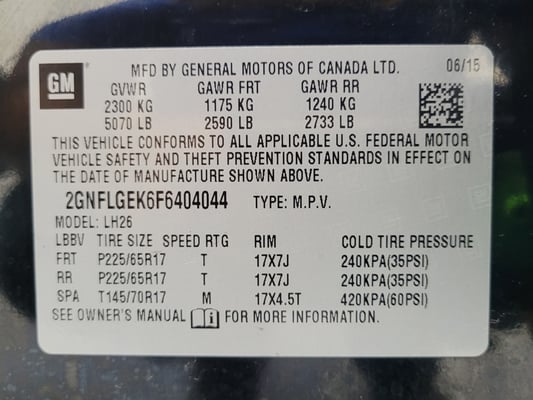 GM
MFD BY GENERAL MOTORS OF CANADA LTD. 06/15
GVWR GAWR FRT GAWR RR
2300 KG 1175 KG 1240 KG
5070 LB 2590 LB 2733 LB
THIS VEHICLE CONFORMS TO ALL APPLICABLE U.S. FEDERAL MOTOR
VEHICLE SAFETY AND THEFT PREVENTION STANDARDS IN EFFECT ON
THE DATE OF MANUFACTURE SHOWN ABOVE.
2GNFLGEK6F6404044 TYPE: M.P.V.
MODEL: LH26
LBBV TIRE SIZE SPEED RTG RIM COLD TIRE PRESSURE
FRT P225/65R17 T 17X7J 240KPA(35PSI)
RR P225/65R17 T 17X7J 240KPA(35PSI)
SPA T145/70R17 M 17X4.5T 420KPA(60PSI)
SEE OWNER'S MANUAL FOR MORE INFORMATION.